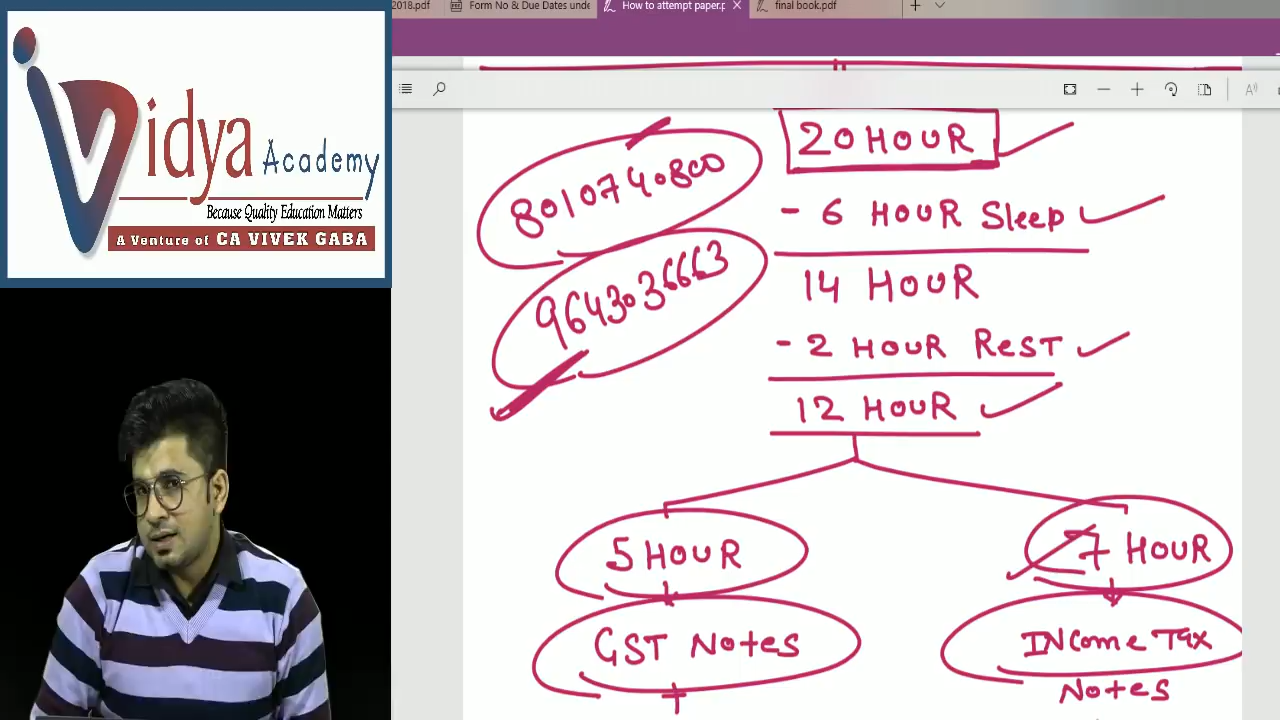 2018.pdf
Form No & Due Dates unde
How to attempt paper.p
final book.pdf
Vidya Academy
Because Quality Education Matters
A Venture of CA VIVEK GABA
20 HOUR
8010740800
- 6 HOUR Sleep
9643036663
14 HOUR
- 2 HOUR REST
12 HOUR
5 HOUR
7 HOUR
GST Notes
INcome Tax
Notes